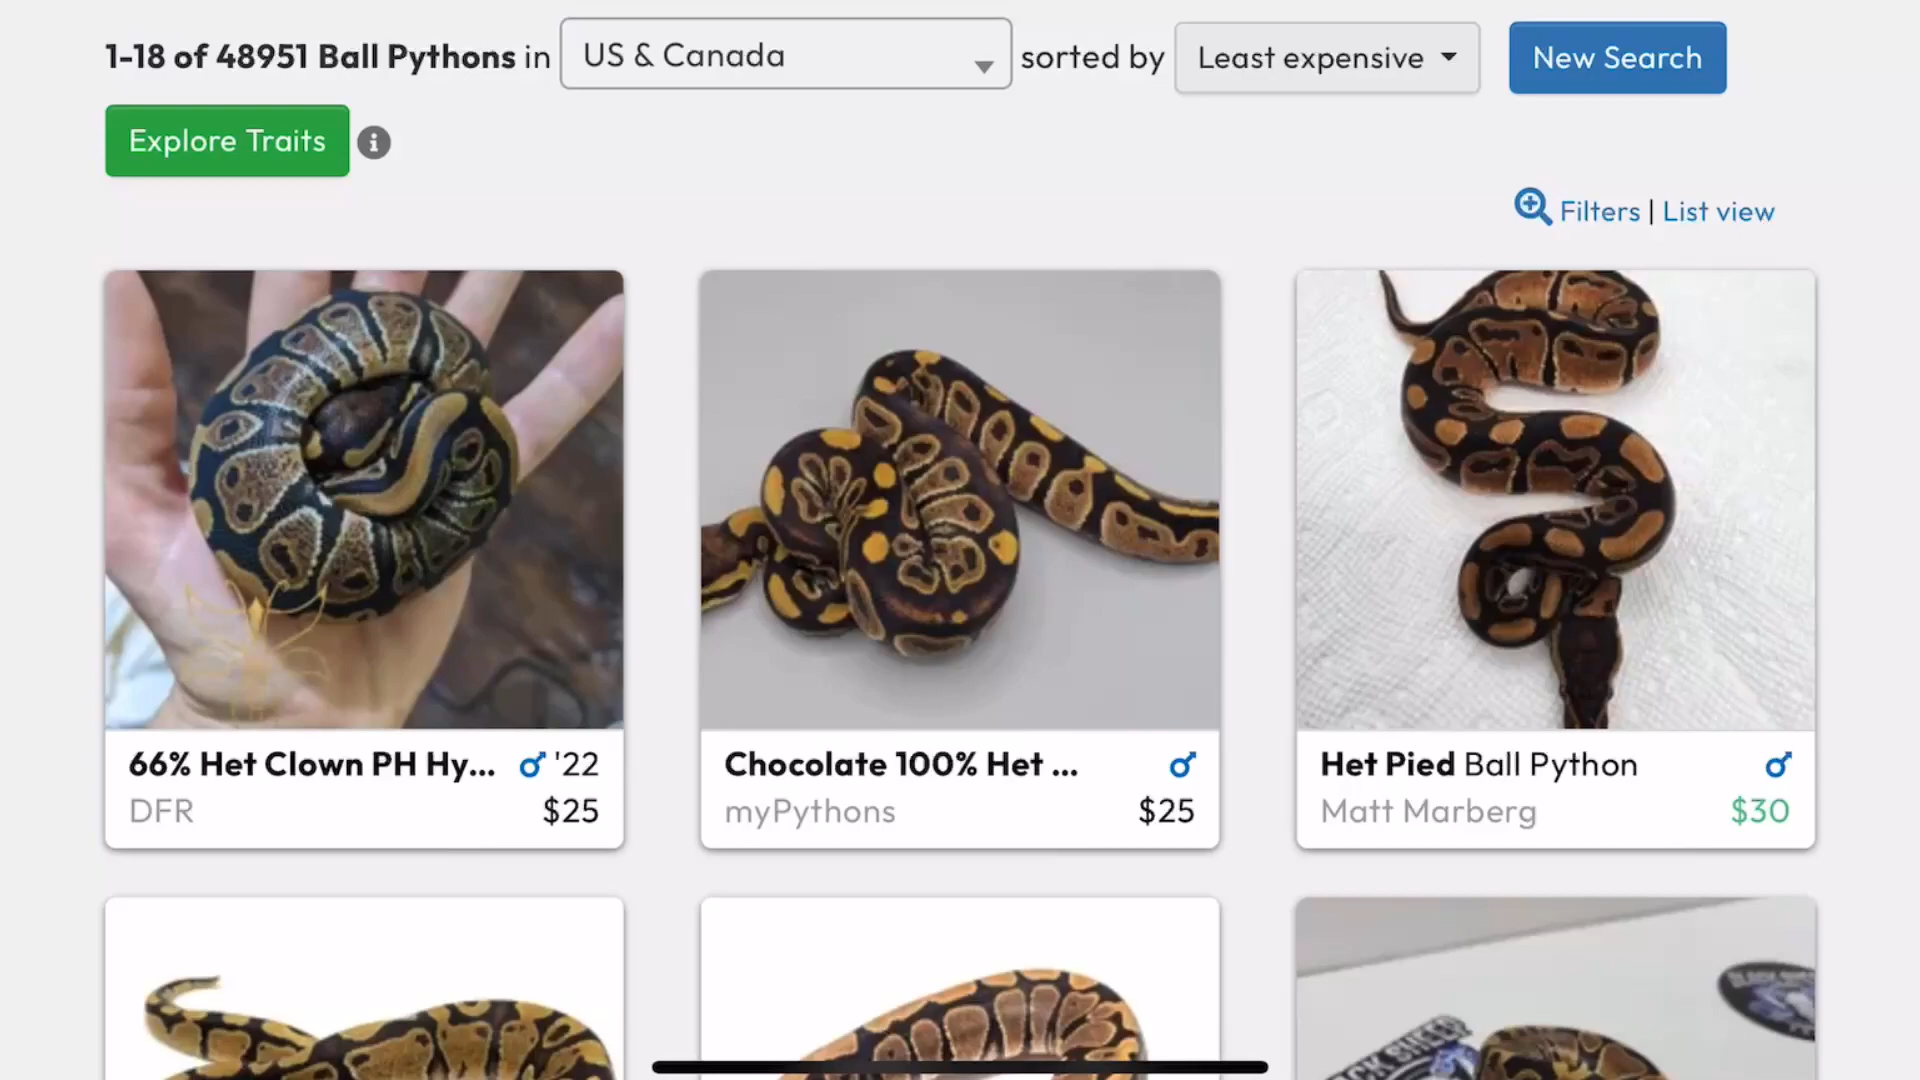 1-18 of 48951 Ball Pythons in US & Canada sorted by Least expensive New Search
Explore Traits
Filters | List view
66% Het Clown PH Hy... ♂ '22
DFR $25
Chocolate 100% Het ... ♂
myPythons $25
Het Pied Ball Python ♂
Matt Marberg $30
BLACK SHEEP